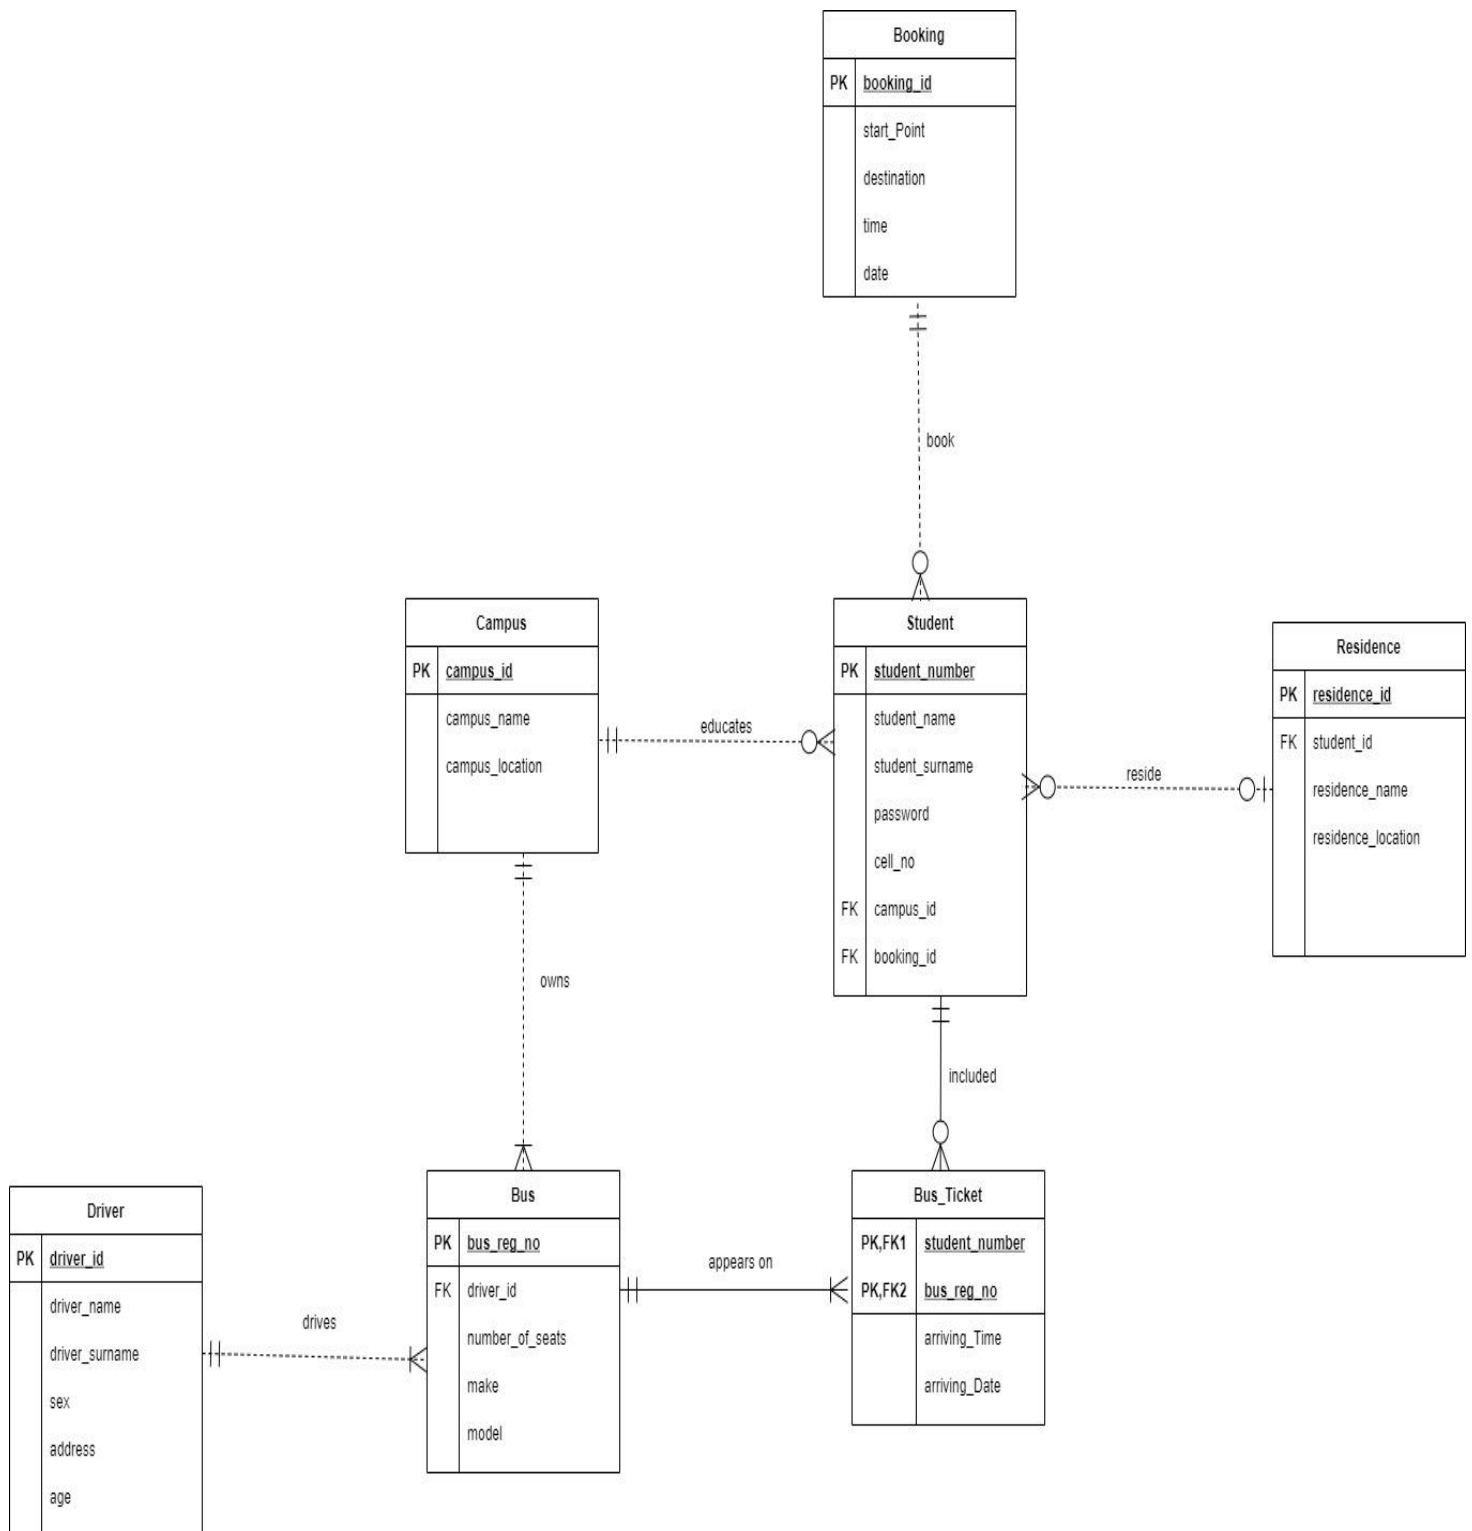 Booking
PK booking_id
start_Point
destination
time
date
book
Campus
PK campus_id
campus_name
campus_location
educates
Student
PK student_number
student_name
student_surname
password
cell_no
FK campus_id
FK booking_id
reside
Residence
PK residence_id
FK student_id
residence_name
residence_location
owns
included
Driver
PK driver_id
driver_name
driver_surname
sex
address
age
drives
Bus
PK bus_reg_no
FK driver_id
number_of_seats
make
model
appears on
Bus_Ticket
PK,FK1 student_number
PK,FK2 bus_reg_no
arriving_Time
arriving_Date